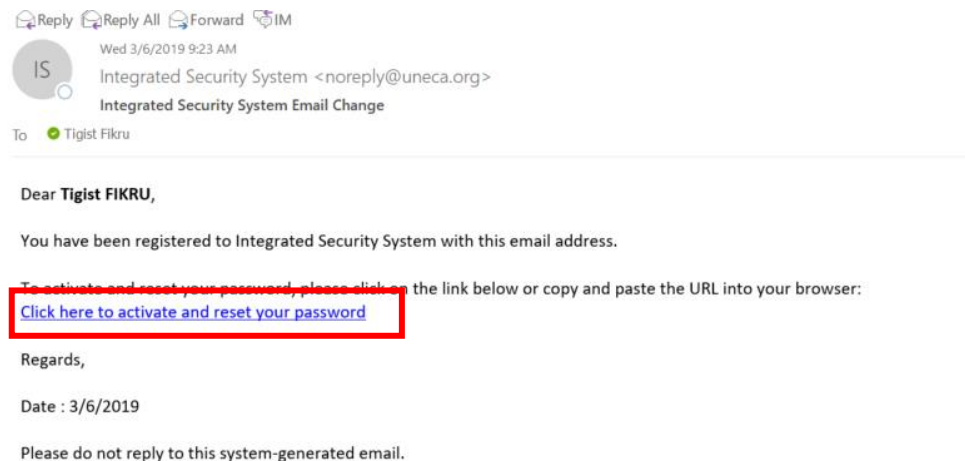 Reply Reply All Forward IM
Wed 3/6/2019 9:23 AM
IS
Integrated Security System <noreply@uneca.org>
Integrated Security System Email Change
To Tigist Fikru
Dear Tigist FIKRU,
You have been registered to Integrated Security System with this email address.
To activate and reset your password, please click on the link below or copy and paste the URL into your browser:
Click here to activate and reset your password
Regards,
Date : 3/6/2019
Please do not reply to this system-generated email.